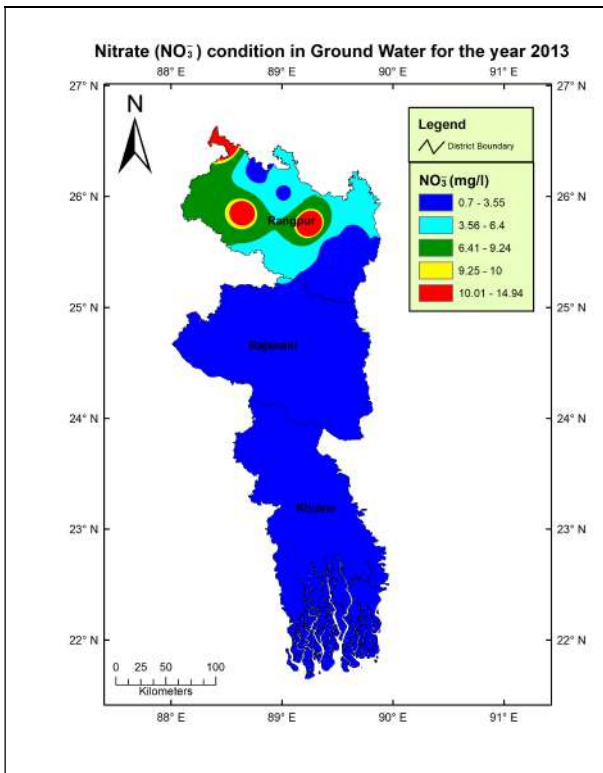 Nitrate (NO₃⁻) condition in Ground Water for the year 2013
88° E 89° E 90° E 91° E
27° N
26° N
25° N
24° N
23° N
22° N
27° N
26° N
25° N
24° N
23° N
22° N
N
Legend
District Boundary
NO₃⁻ (mg/l)
0.7 - 3.55
3.56 - 6.4
6.41 - 9.24
9.25 - 10
10.01 - 14.94
Rangpur
Rajshahi
Khulna
0 25 50 100
Kilometers
88° E 89° E 90° E 91° E